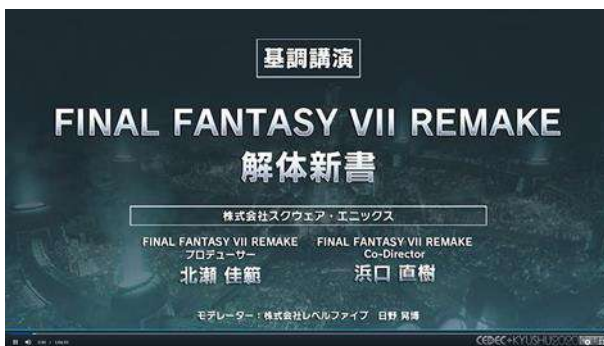 基調講演
FINAL FANTASY VII REMAKE
解体新書
株式会社スクウェア・エニックス
FINAL FANTASY VII REMAKE FINAL FANTASY VII REMAKE
プロデューサー Co-Director
北瀬 佳範 浜口 直樹
モデレーター：株式会社レベルファイブ 日野 晃博
CEDEC+KYUSHU2020